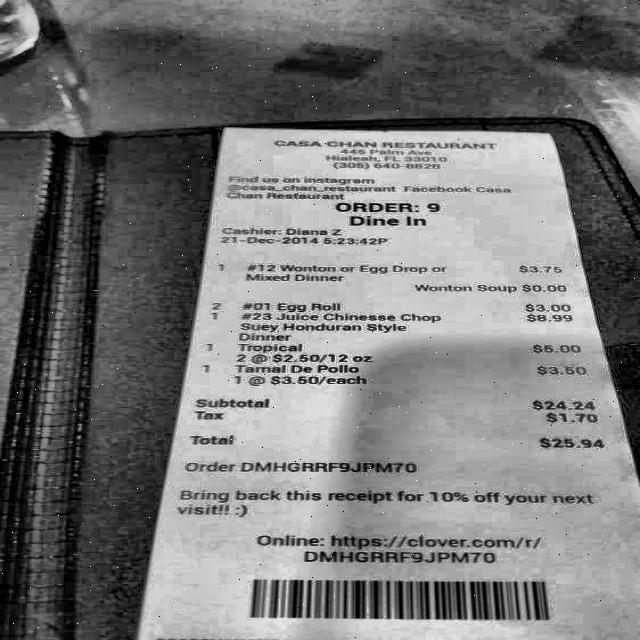 CASA CHAN RESTAURANT
445 Palm Ave
Hialeah, FL 33010
(305) 640-8828
Find us on instagram
@casa_chan_restaurant Facebook Casa
Chan Restaurant
ORDER: 9
Dine In
Cashier: Diana Z
21-Dec-2014 5:23:42P
1 #12 Wonton or Egg Drop or $3.75
Mixed Dinner
Wonton Soup $0.00
2 #01 Egg Roll $3.00
1 #23 Juice Chinesse Chop $8.99
Suey Honduran Style
Dinner
1 Tropical $5.00
2 @ $2.50/12 oz
1 Tamal De Pollo $3.50
1 @ $3.50/each
Subtotal $24.24
Tax $1.70
Total $25.94
Order DMHGRRF9JPM70
Bring back this receipt for 10% off your next
visit!! :)
Online: https://clover.com/r/
DMHGRRF9JPM70